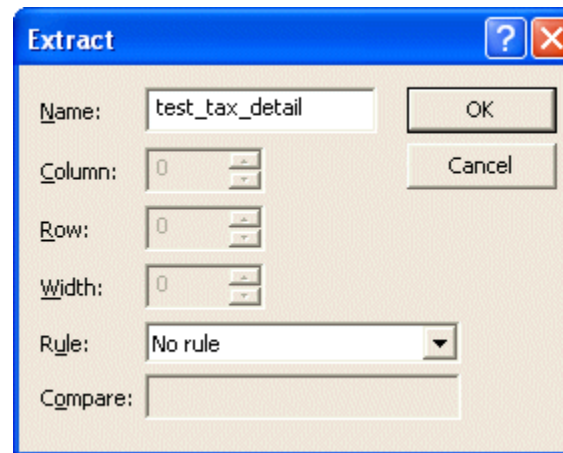 Extract ?
Name: test_tax_detail OK
Column: 0 Cancel
Row: 0
Width: 0
Rule: No rule
Compare: